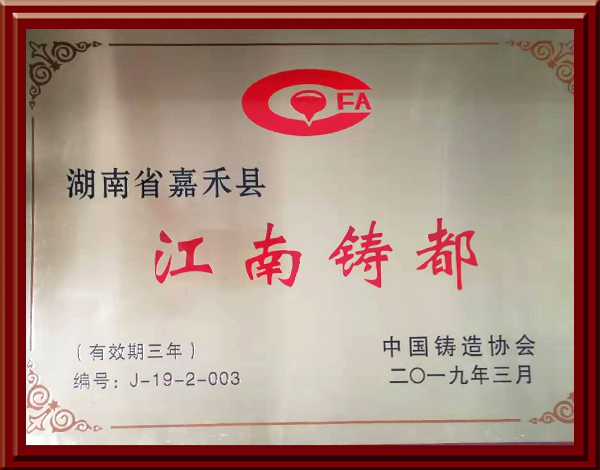 CFA
湖南省嘉禾县
江南铸都
（有效期三年）
编号：J-19-2-003
中国铸造协会
二〇一九年三月